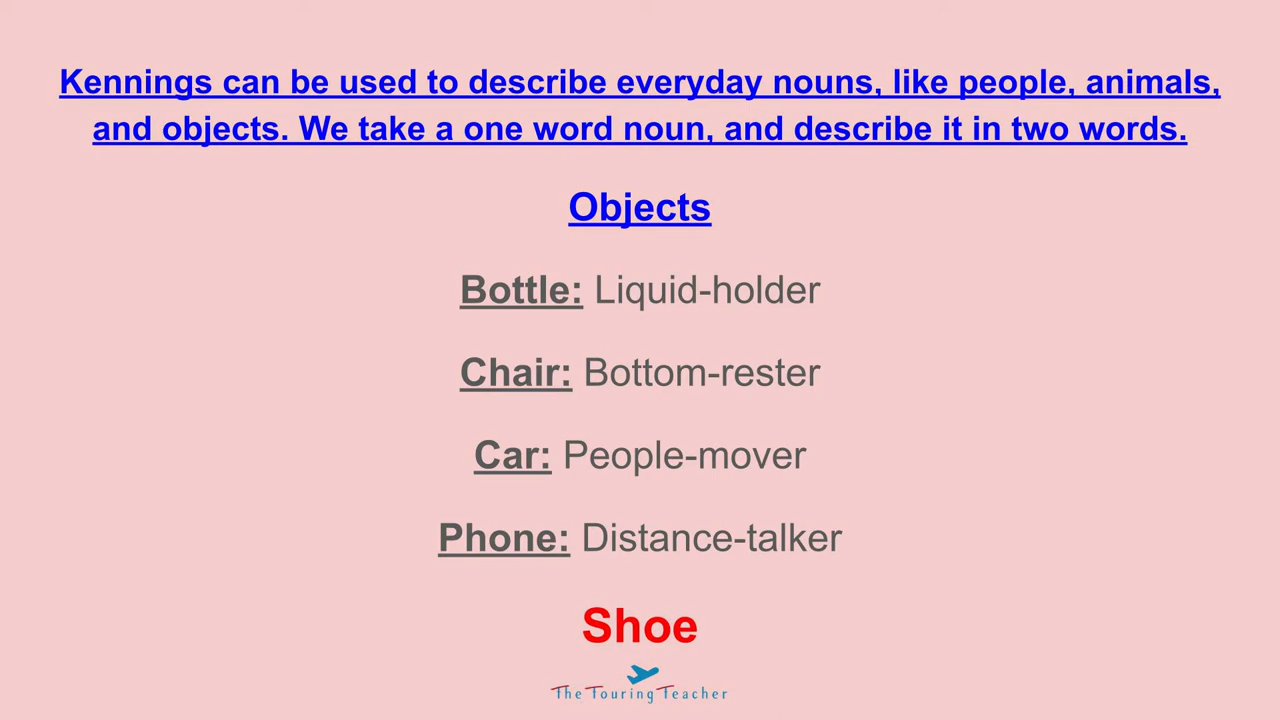 Kennings can be used to describe everyday nouns, like people, animals,
and objects. We take a one word noun, and describe it in two words.
Objects
Bottle: Liquid-holder
Chair: Bottom-rester
Car: People-mover
Phone: Distance-talker
Shoe
The Touring Teacher